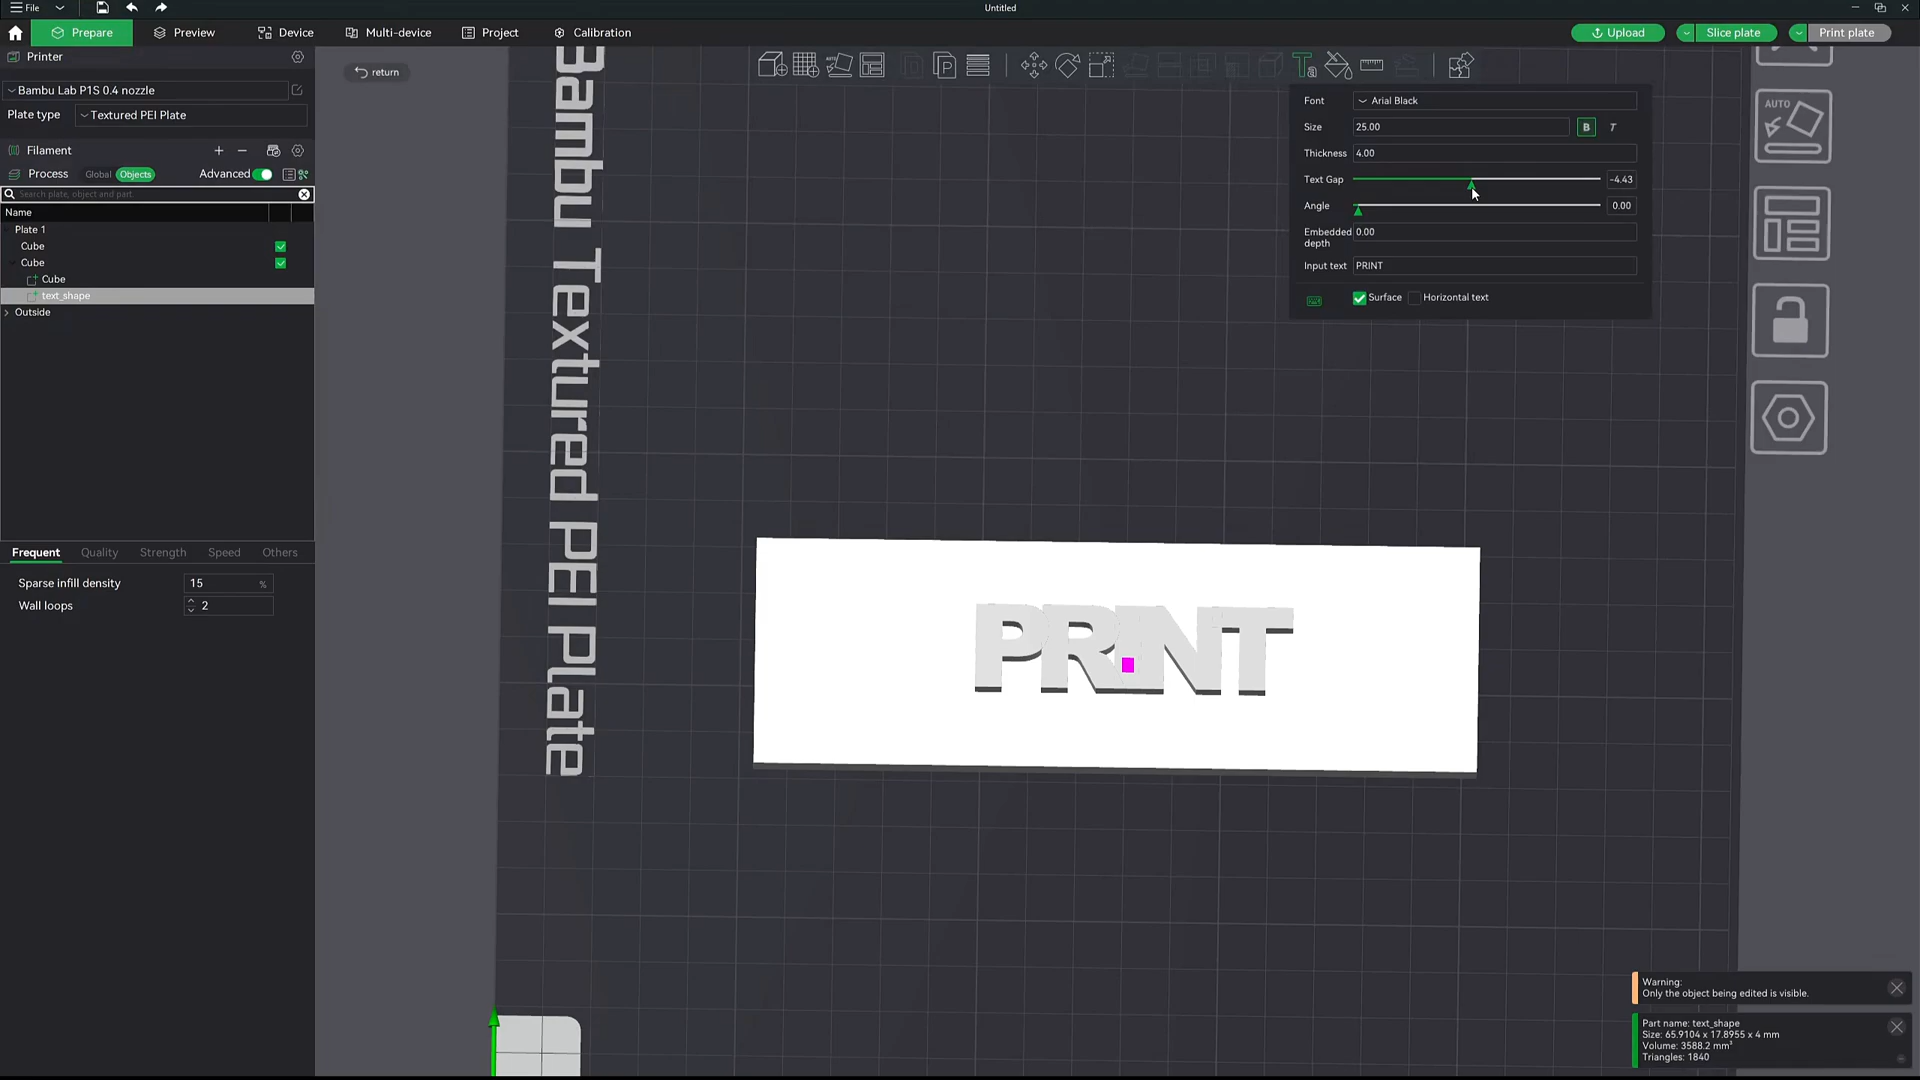 File
Untitled
Prepare
Preview
Device
Multi-device
Project
Calibration
Upload
Slice plate
Print plate
Printer
Bambu Lab P1S 0.4 nozzle
Plate type
Textured PEI Plate
Filament
Process
Global
Objects
Advanced
Search plate, object and part.
Name
Plate 1
Cube
Cube
Cube
text_shape
Outside
Frequent
Quality
Strength
Speed
Others
Sparse infill density
15
%
Wall loops
2
return
Bambu Textured PEI Plate
Font
Arial Black
Size
25.00
B
T
Thickness
4.00
Text Gap
-4.43
Angle
0.00
Embedded depth
0.00
Input text
PRINT
Surface
Horizontal text
AUTO
PRINT
Warning:
Only the object being edited is visible.
Part name: text_shape
Size: 65.9104 x 17.8955 x 4 mm
Volume: 3588.2 mm³
Triangles: 1840